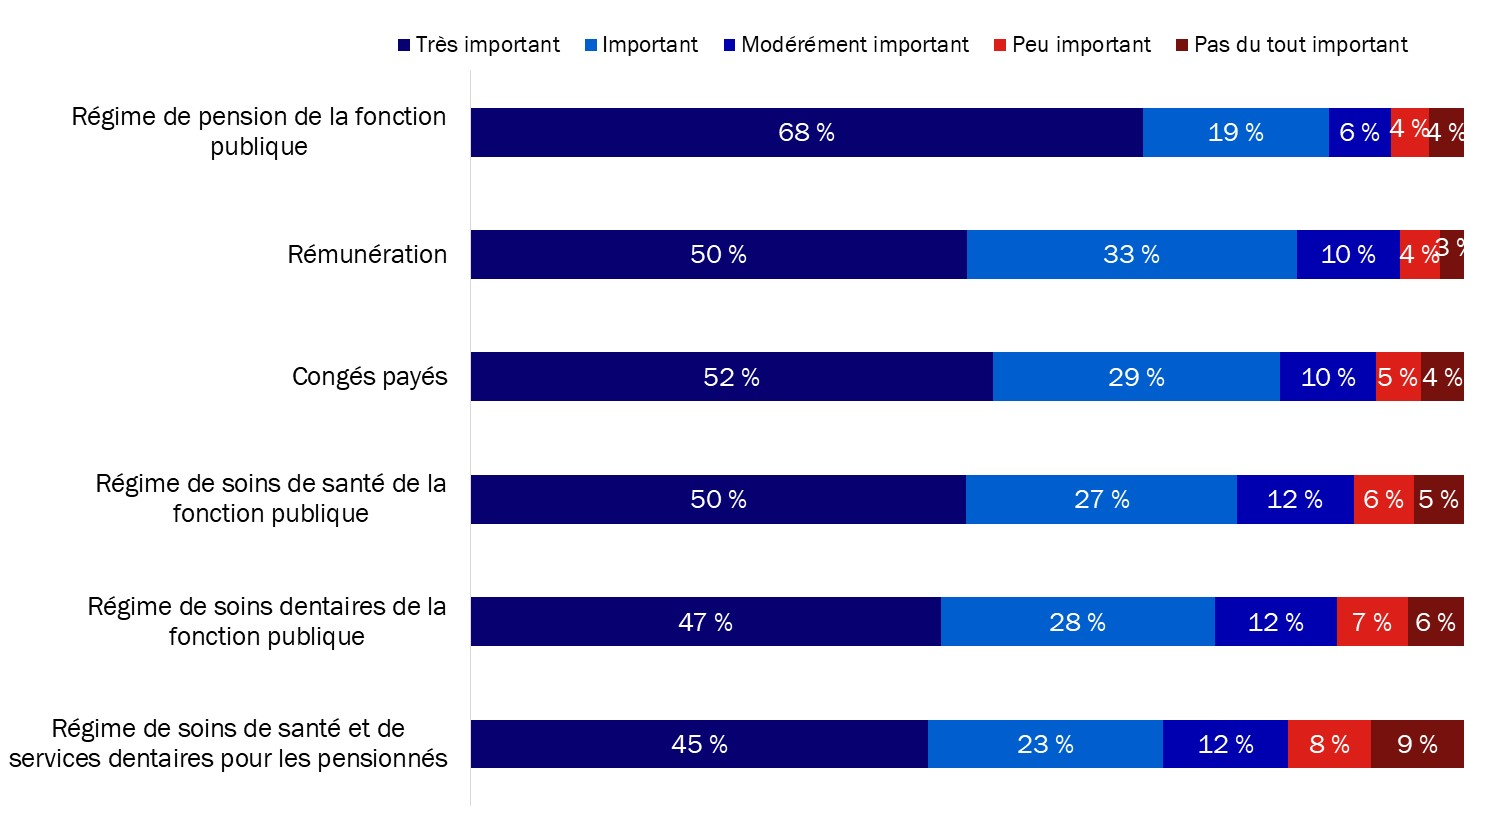 Très important Important Modérément important Peu important Pas du tout important
Régime de pension de la fonction
publique
68 % 19 % 6 % 4 % 4 %
Rémunération
50 % 33 % 10 % 4 % 3 %
Congés payés
52 % 29 % 10 % 5 % 4 %
Régime de soins de santé de la
fonction publique
50 % 27 % 12 % 6 % 5 %
Régime de soins dentaires de la
fonction publique
47 % 28 % 12 % 7 % 6 %
Régime de soins de santé et de
services dentaires pour les pensionnés
45 % 23 % 12 % 8 % 9 %